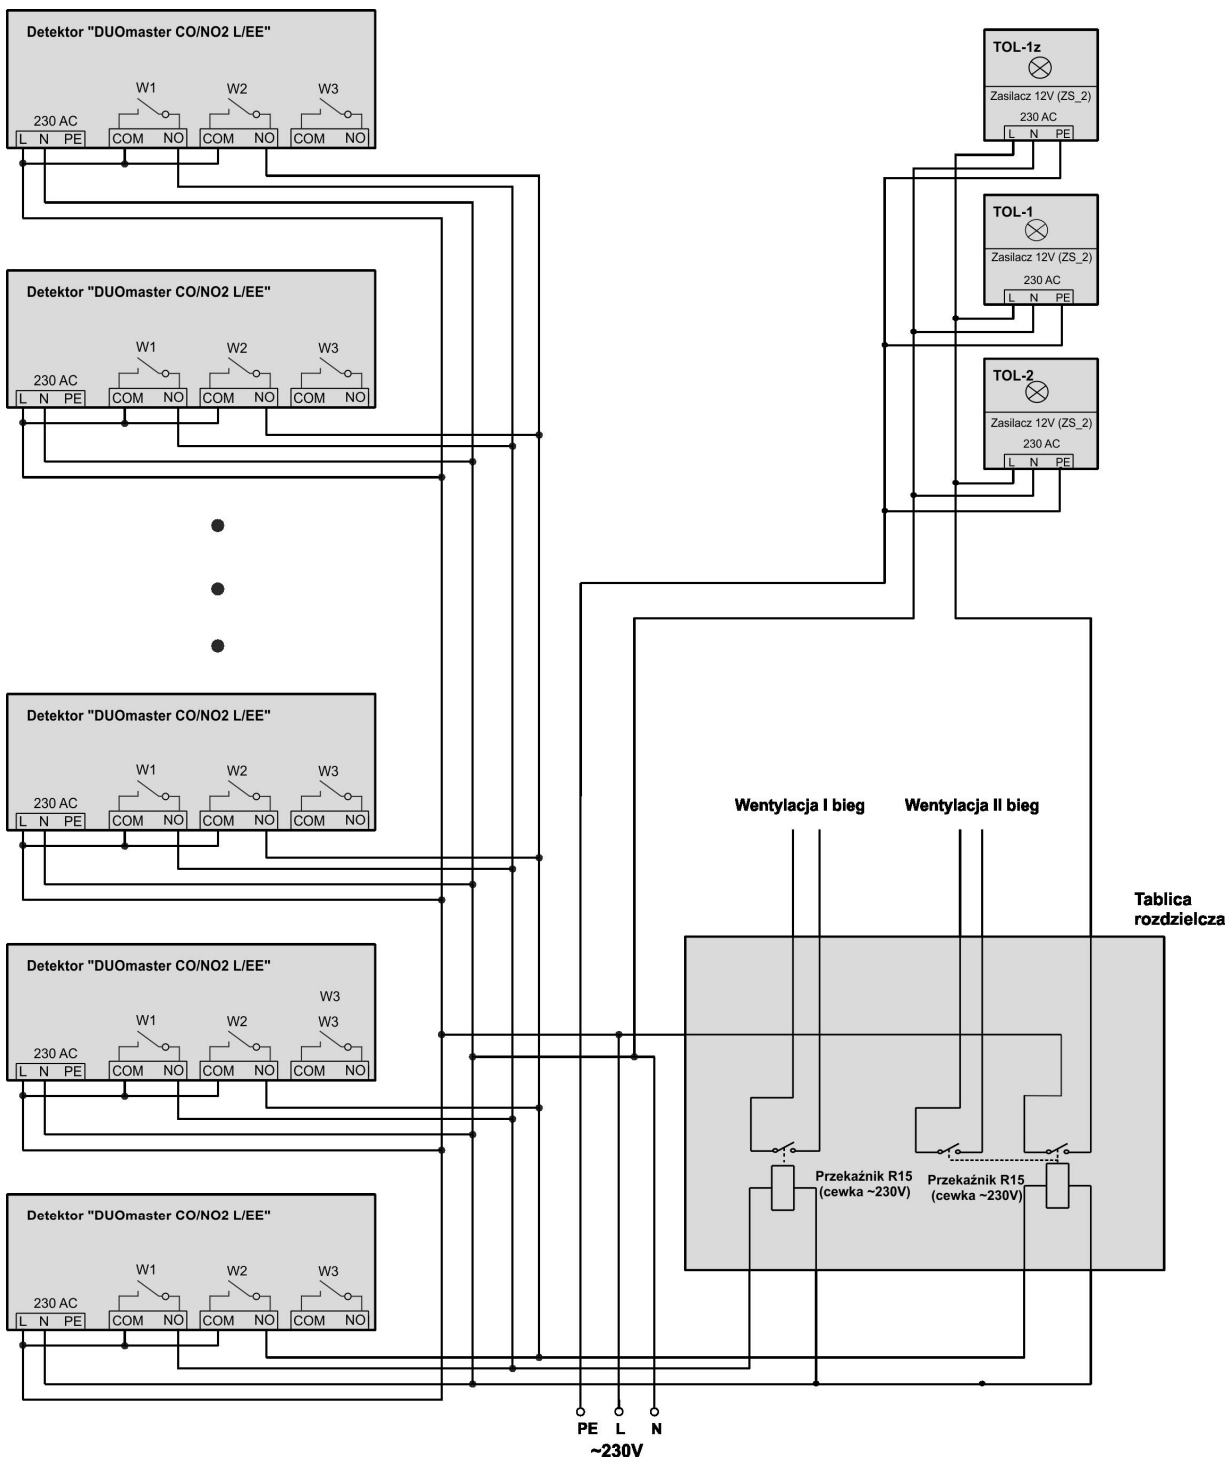 Detektor "DUOmaster CO/NO2 L/EE"
W1 W2 W3
230 AC
L N PE COM NO COM NO COM NO
Detektor "DUOmaster CO/NO2 L/EE"
W1 W2 W3
230 AC
L N PE COM NO COM NO COM NO
Detektor "DUOmaster CO/NO2 L/EE"
W1 W2 W3
230 AC
L N PE COM NO COM NO COM NO
Detektor "DUOmaster CO/NO2 L/EE"
W3
W1 W2 W3
230 AC
L N PE COM NO COM NO COM NO
Detektor "DUOmaster CO/NO2 L/EE"
W1 W2 W3
230 AC
L N PE COM NO COM NO COM NO
TOL-1z
Zasilacz 12V (ZS_2)
230 AC
L N PE
TOL-1
Zasilacz 12V (ZS_2)
230 AC
L N PE
TOL-2
Zasilacz 12V (ZS_2)
230 AC
L N PE
Wentylacja I bieg
Wentylacja II bieg
Tablica
rozdzielcza
Przekaźnik R15
(cewka ~230V)
Przekaźnik R15
(cewka ~230V)
PE L N
~230V